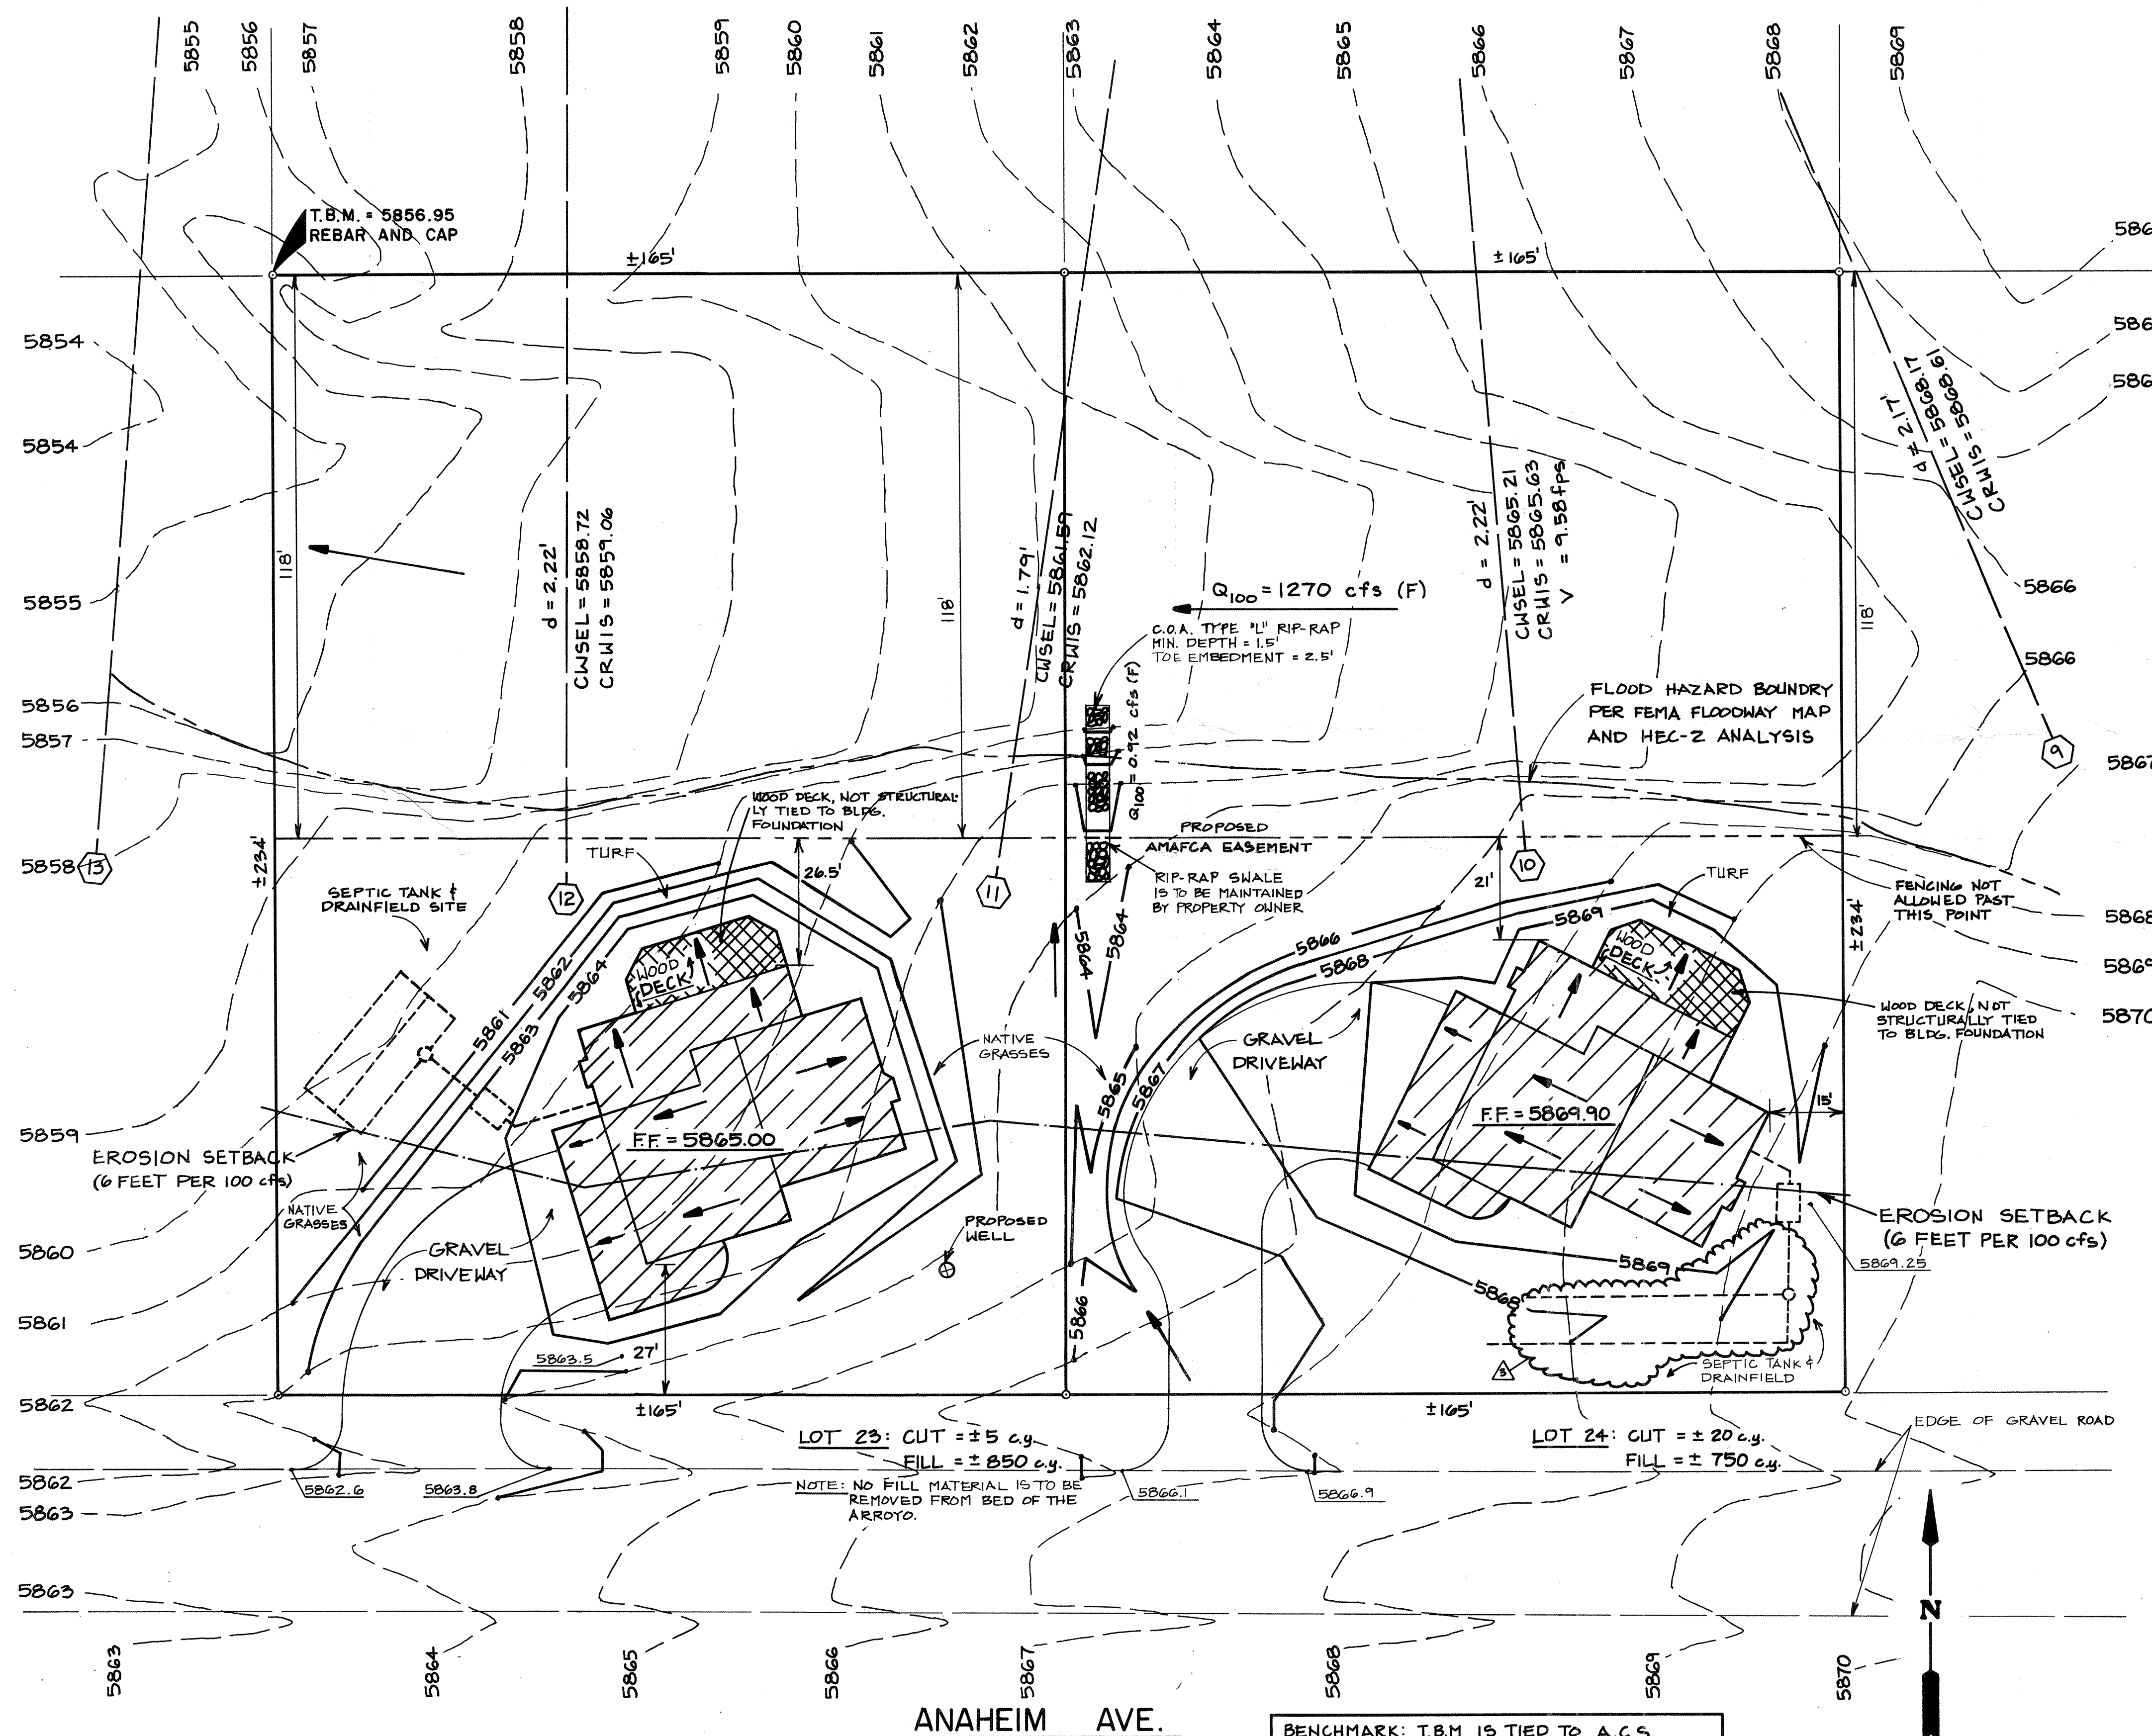 5855
5856
5857
5858
5859
5860
5861
5862
5863
5864
5865
5866
5867
5868
5869
T.B.M. = 5856.95
REBAR AND CAP
±165'
±165'
5854
5854
5855
5856
5857
5858
13
118'
118'
118'
d = 2.22'
CWSEL = 5858.72
CRWIS = 5859.06
d = 1.79'
CWSEL = 5861.59
CRWIS = 5862.12
Q100 = 1270 cfs (F)
C.O.A. TYPE "L" RIP-RAP
MIN. DEPTH = 1.5'
TOE EMBEDMENT = 2.5'
Q100 = 0.92 cfs (F)
d = 2.22'
CWSEL = 5865.21
CRWIS = 5865.63
V = 9.58fps
d = 2.17'
CWSEL = 5868.17
CRWIS = 5868.61
586
586
586
5866
5866
9
5867
FLOOD HAZARD BOUNDRY
PER FEMA FLOODWAY MAP
AND HEC-2 ANALYSIS
WOOD DECK, NOT STRUCTURAL-
LY TIED TO BLDG.
FOUNDATION
TURF
26.5'
±234'
SEPTIC TANK &
DRAINFIELD SITE
12
11
10
PROPOSED
AMAFCA EASEMENT
RIP-RAP SWALE
IS TO BE MAINTAINED
BY PROPERTY OWNER
21'
TURF
FENCING NOT
ALLOWED PAST
THIS POINT
±234'
5868
5869
5870
WOOD DECK, NOT
STRUCTURALLY TIED
TO BLDG. FOUNDATION
5861
5862
5863
5864
WOOD
DECK
5864
5864
5866
5868
5869
WOOD
DECK
NATIVE
GRASSES
GRAVEL
DRIVEWAY
5865
5867
F.F. = 5865.00
F.F. = 5869.90
15'
5859
EROSION SETBACK
(6 FEET PER 100 cfs)
NATIVE
GRASSES
5860
GRAVEL
DRIVEWAY
PROPOSED
WELL
EROSION SETBACK
(6 FEET PER 100 cfs)
5869.25
5869
5868
5861
5866
5863.5
27'
3
SEPTIC TANK &
DRAINFIELD
5862
±165'
±165'
LOT 23: CUT = ±5 c.y.
FILL = ± 850 c.y.
NOTE: NO FILL MATERIAL IS TO BE
REMOVED FROM BED OF THE
ARROYO.
LOT 24: CUT = ± 20 c.y.
FILL = ± 750 c.y.
EDGE OF GRAVEL ROAD
5862
5862.6
5863.8
5866.1
5866.9
5863
5863
N
5863
5864
5865
5866
5867
5868
5869
5870
ANAHEIM AVE.
BENCHMARK: T.B.M. IS TIED TO A.C.S.